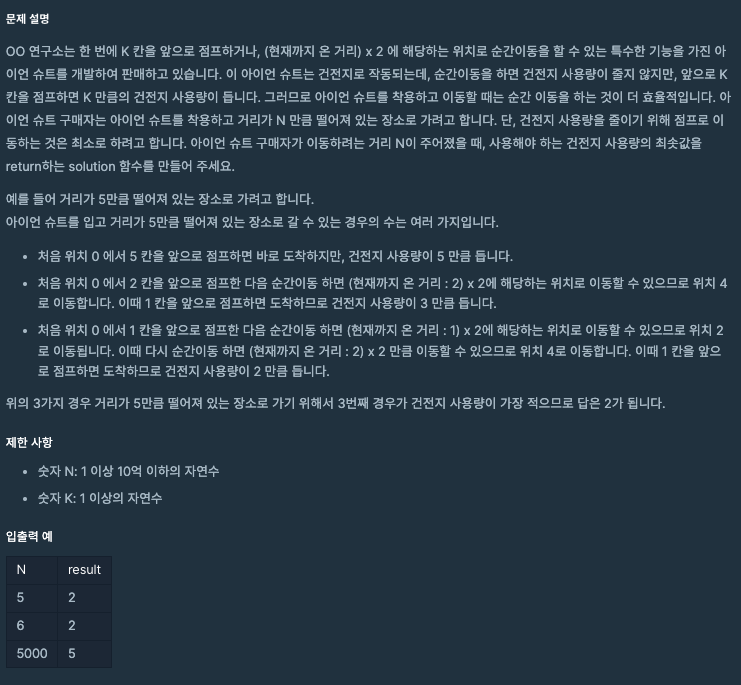 문제 설명
OO 연구소는 한 번에 K 칸을 앞으로 점프하거나, (현재까지 온 거리) x 2 에 해당하는 위치로 순간이동을 할 수 있는 특수한 기능을 가진 아
이언 슈트를 개발하여 판매하고 있습니다. 이 아이언 슈트는 건전지로 작동되는데, 순간이동을 하면 건전지 사용량이 줄지 않지만, 앞으로 K
칸을 점프하면 K 만큼의 건전지 사용량이 듭니다. 그러므로 아이언 슈트를 착용하고 이동할 때는 순간 이동을 하는 것이 더 효율적입니다. 아
이언 슈트 구매자는 아이언 슈트를 착용하고 거리가 N 만큼 떨어져 있는 장소로 가려고 합니다. 단, 건전지 사용량을 줄이기 위해 점프로 이
동하는 것은 최소로 하려고 합니다. 아이언 슈트 구매자가 이동하려는 거리 N이 주어졌을 때, 사용해야 하는 건전지 사용량의 최솟값을
return하는 solution 함수를 만들어 주세요.
예를 들어 거리가 5만큼 떨어져 있는 장소로 가려고 합니다.
아이언 슈트를 입고 거리가 5만큼 떨어져 있는 장소로 갈 수 있는 경우의 수는 여러 가지입니다.
• 처음 위치 0 에서 5 칸을 앞으로 점프하면 바로 도착하지만, 건전지 사용량이 5 만큼 듭니다.
• 처음 위치 0 에서 2 칸을 앞으로 점프한 다음 순간이동 하면 (현재까지 온 거리 : 2) x 2에 해당하는 위치로 이동할 수 있으므로 위치 4
로 이동합니다. 이때 1 칸을 앞으로 점프하면 도착하므로 건전지 사용량이 3 만큼 듭니다.
• 처음 위치 0 에서 1 칸을 앞으로 점프한 다음 순간이동 하면 (현재까지 온 거리 : 1) x 2에 해당하는 위치로 이동할 수 있으므로 위치 2
로 이동됩니다. 이때 다시 순간이동 하면 (현재까지 온 거리 : 2) x 2 만큼 이동할 수 있으므로 위치 4로 이동합니다. 이때 1 칸을 앞으
로 점프하면 도착하므로 건전지 사용량이 2 만큼 듭니다.
위의 3가지 경우 거리가 5만큼 떨어져 있는 장소로 가기 위해서 3번째 경우가 건전지 사용량이 가장 적으므로 답은 2가 됩니다.
제한 사항
• 숫자 N: 1 이상 10억 이하의 자연수
• 숫자 K: 1 이상의 자연수
입출력 예
N result
5 2
6 2
5000 5